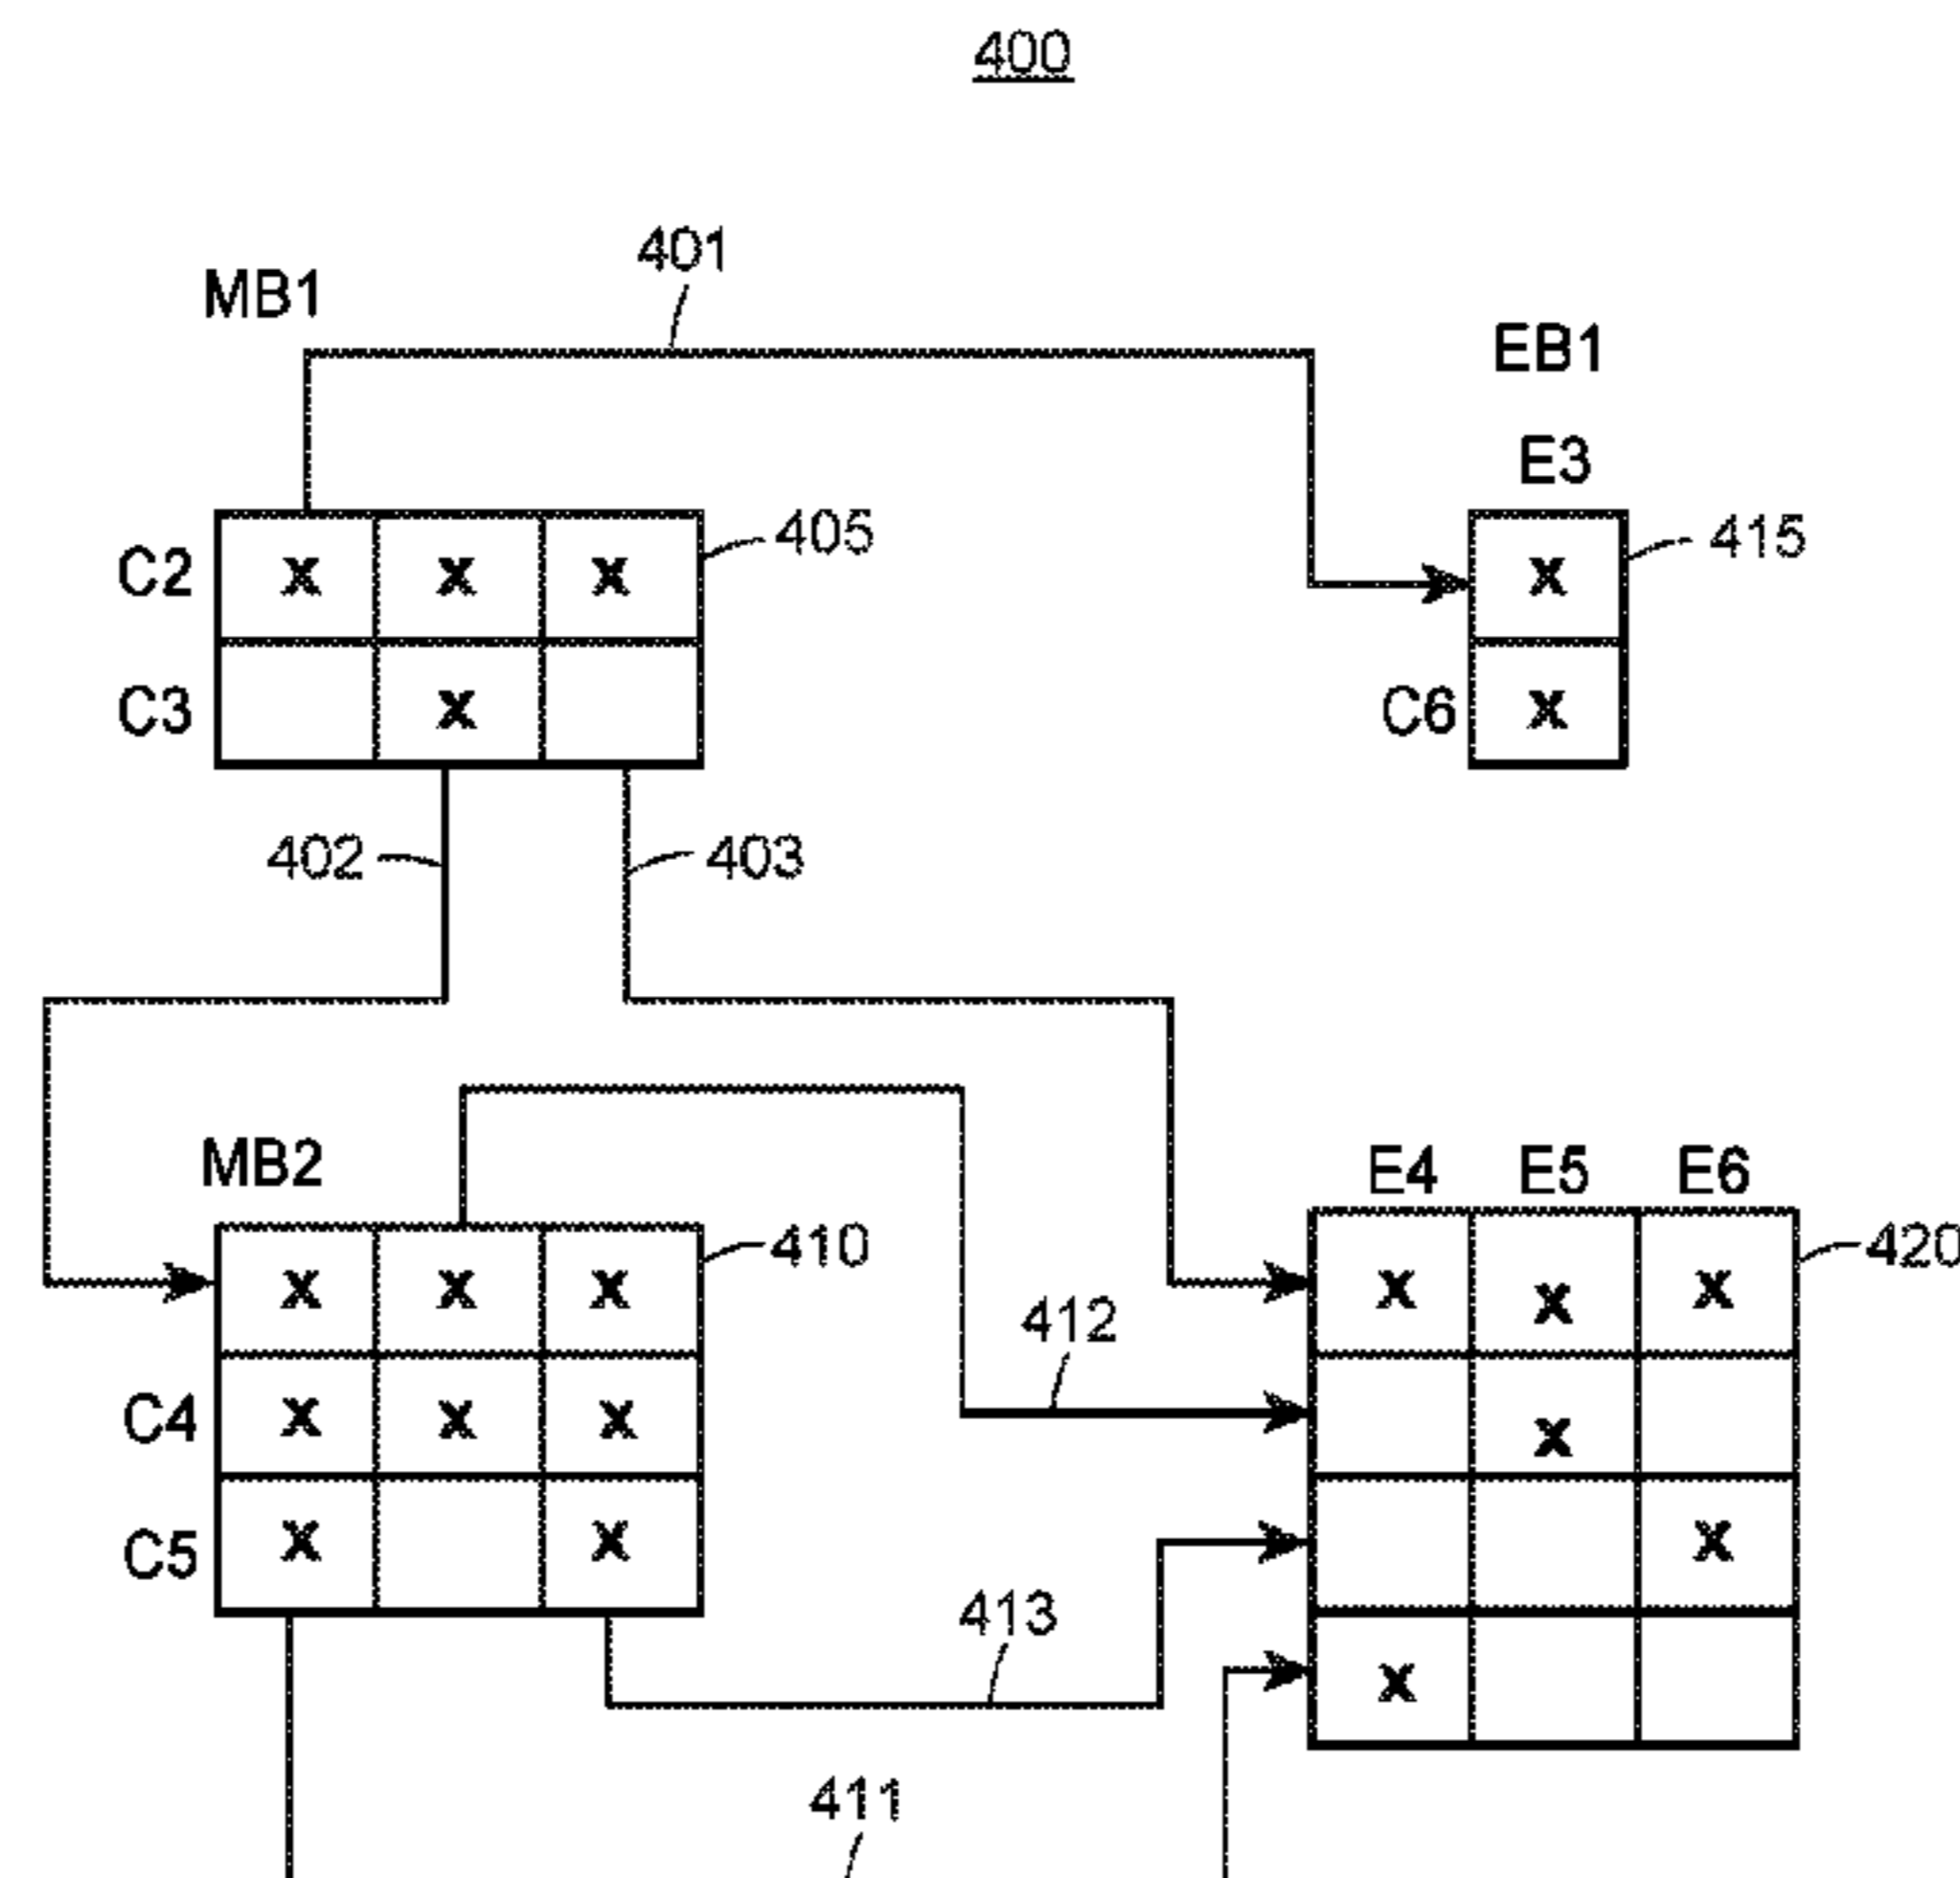 400
401
MB1
EB1
E3
C2 X X X 405
X 415
C3 X
C6 X
402 403
MB2
E4 E5 E6
X X X 410
X X X 420
412
C4 X X X
X
C5 X X
X
413
X
411